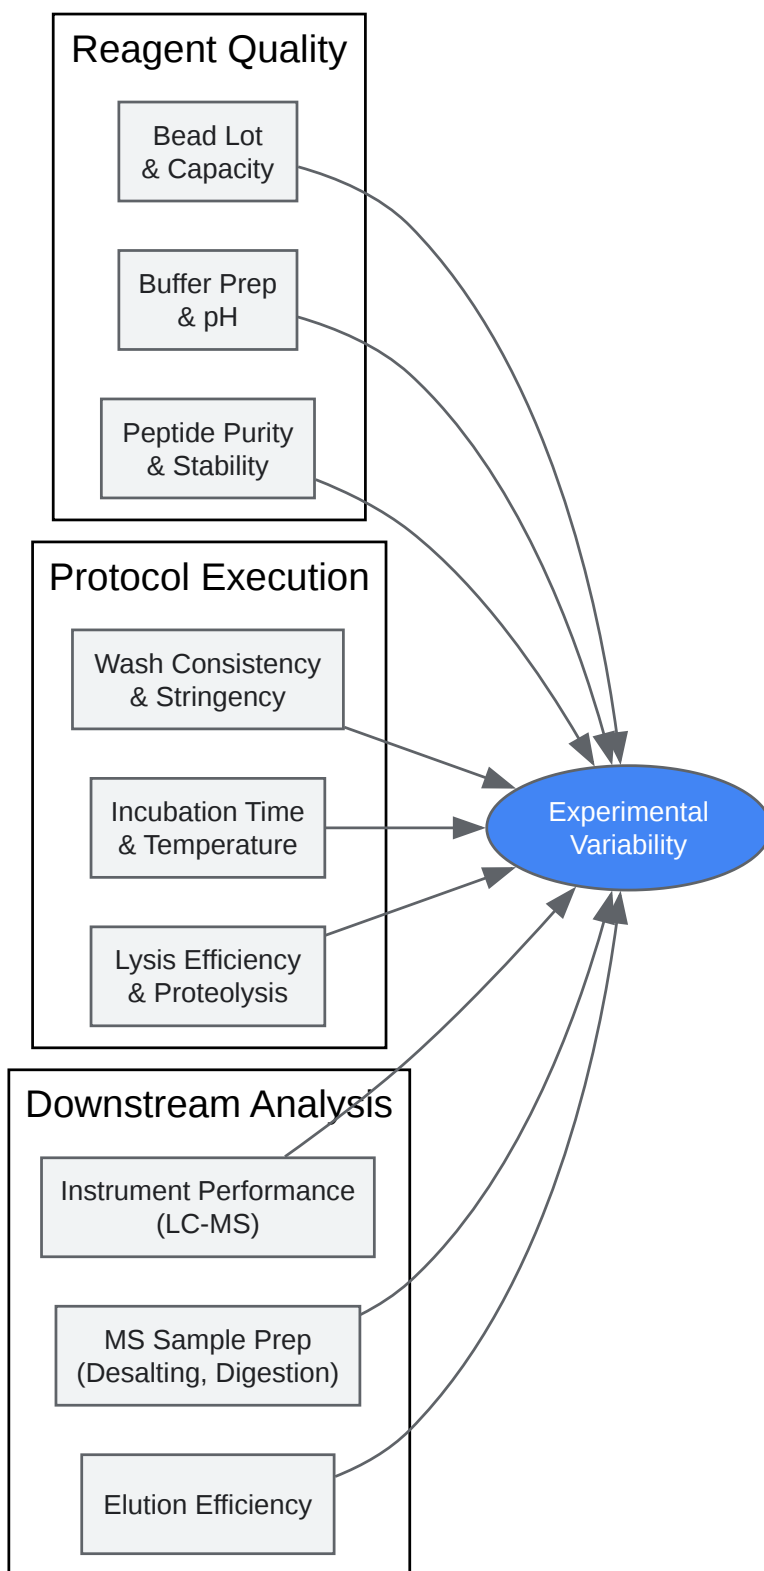 Reagent Quality
Bead Lot
& Capacity
Buffer Prep
& pH
Peptide Purity
& Stability
Protocol Execution
Wash Consistency
& Stringency
Incubation Time
& Temperature
Lysis Efficiency
& Proteolysis
Experimental
Variability
Downstream Analysis
Instrument Performance
(LC-MS)
MS Sample Prep
(Desalting, Digestion)
Elution Efficiency